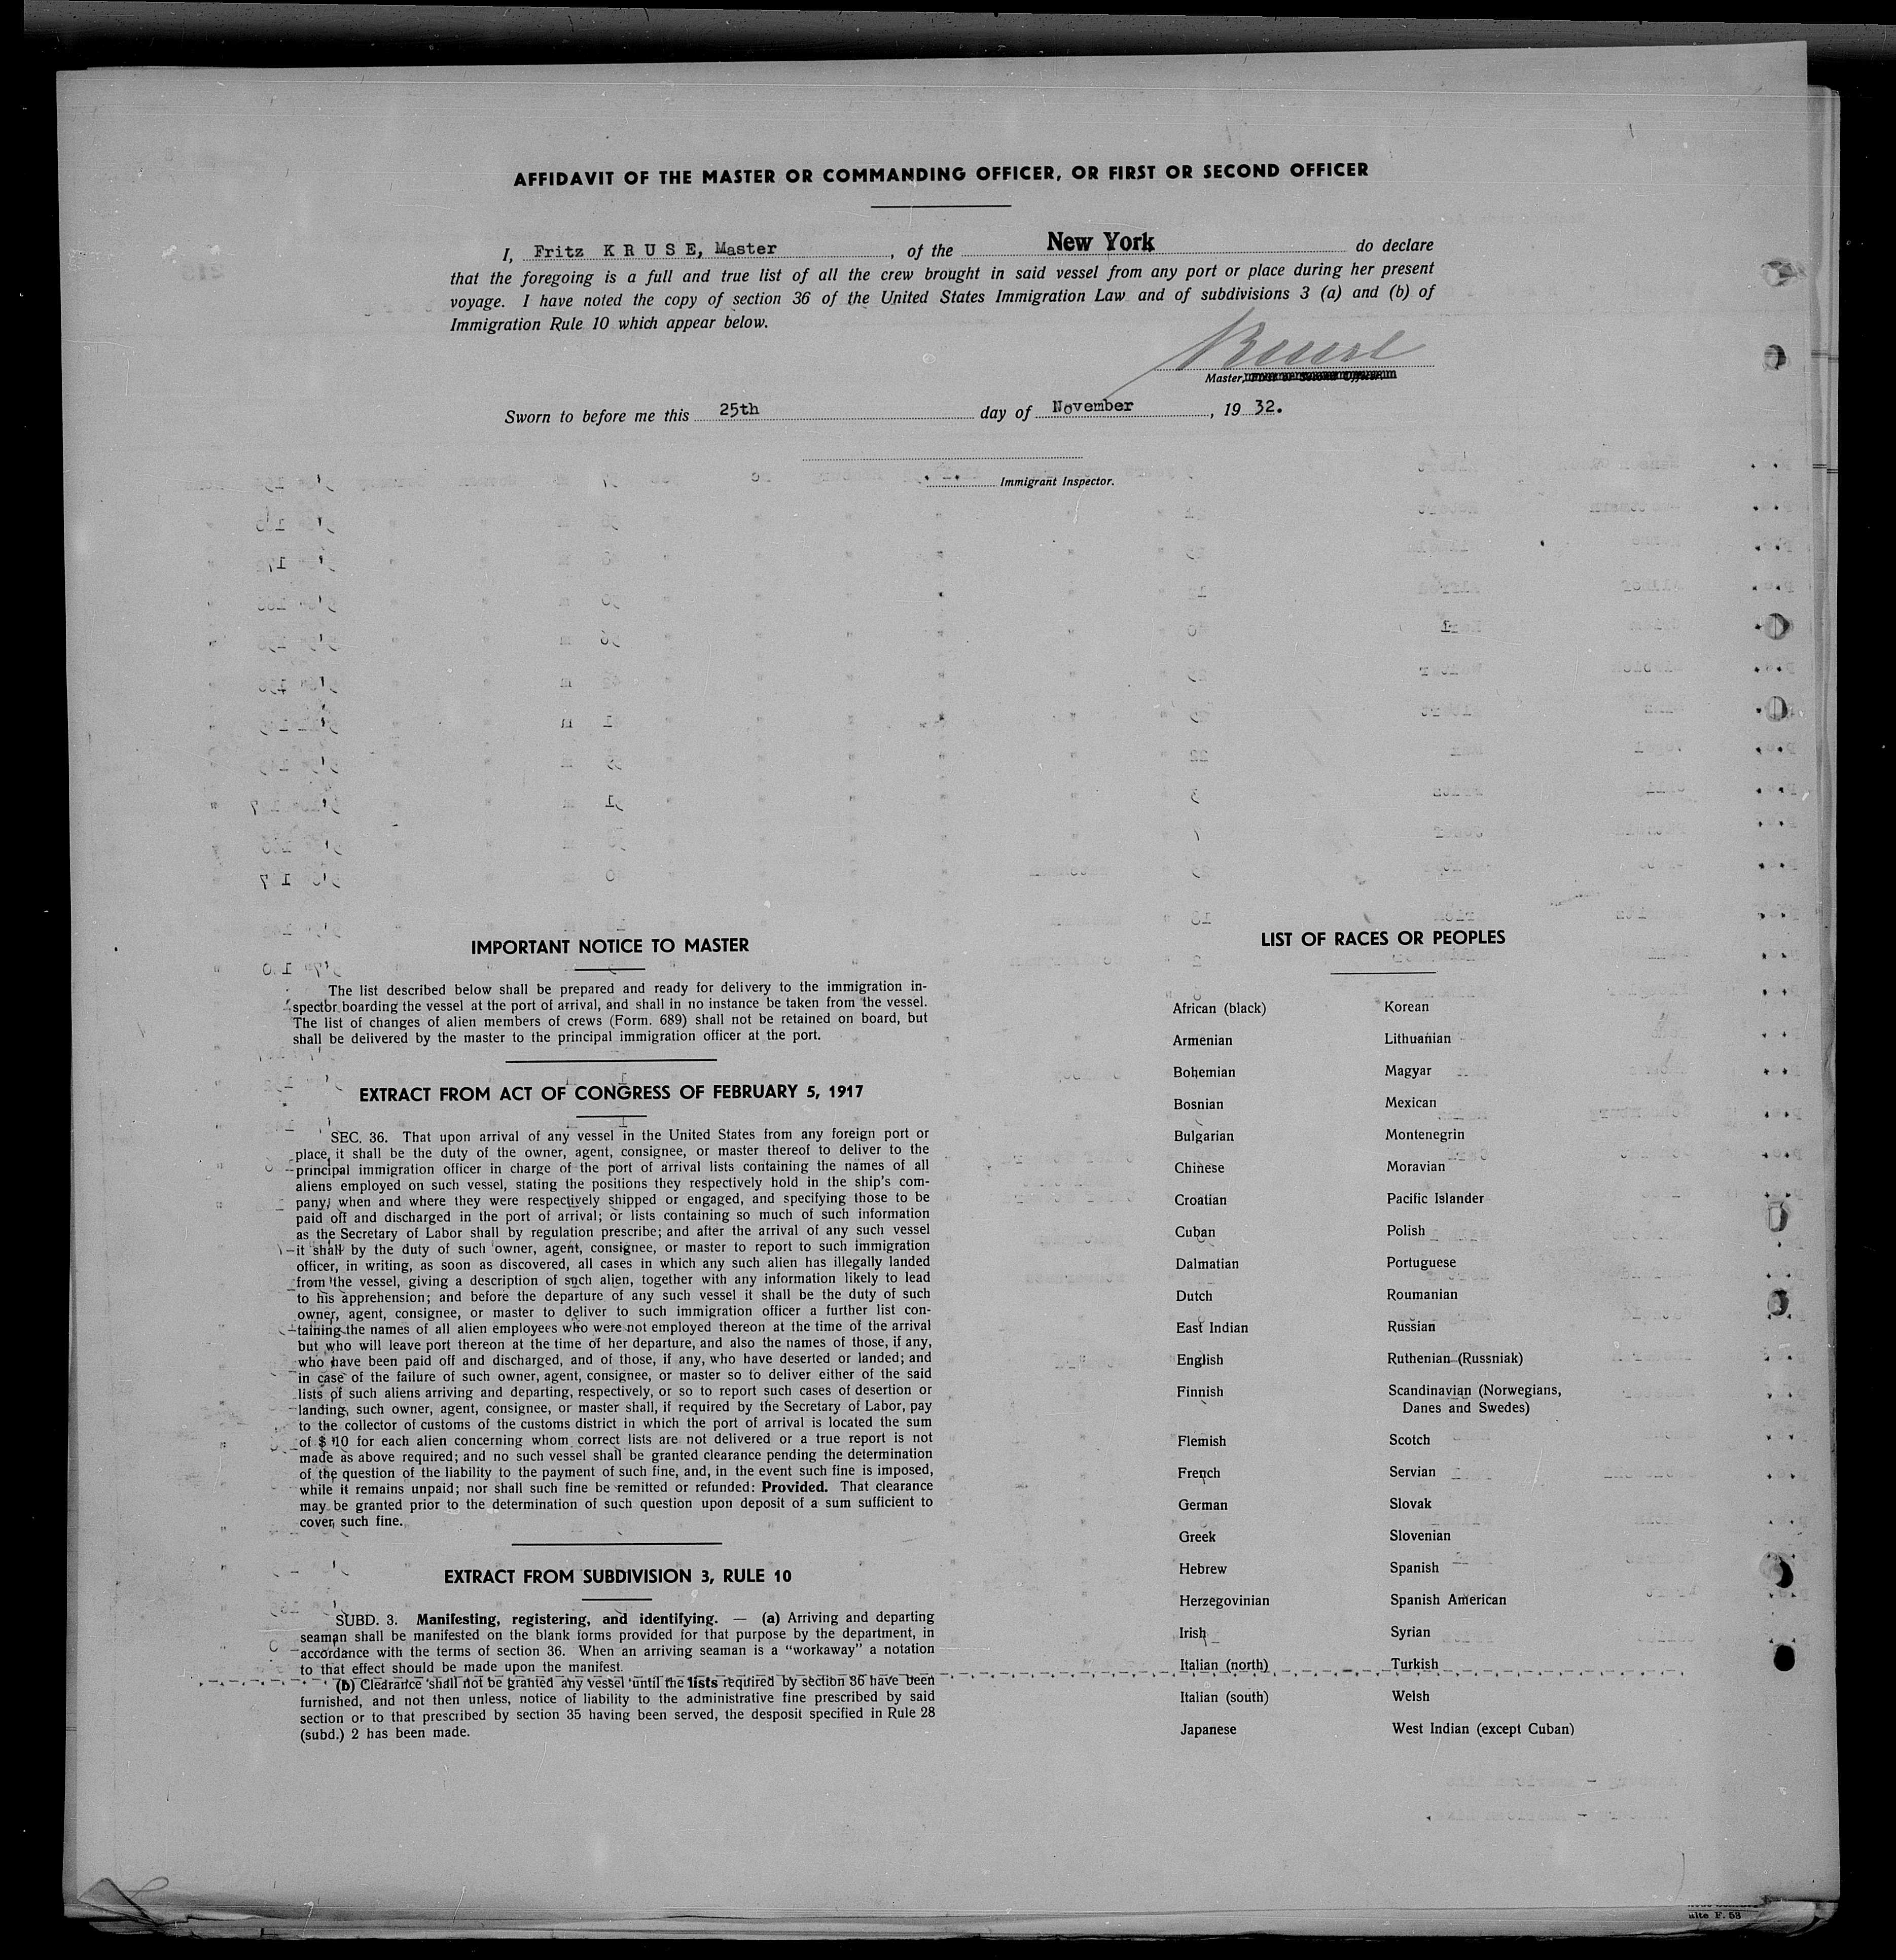 AFFIDAVIT OF THE MASTER OR COMMANDING OFFICER, OR FIRST OR SECOND OFFICER
I, Fritz K R U S E, Master, of the New York do declare
that the foregoing is a full and true list of all the crew brought in said vessel from any port or place during her present
voyage. I have noted the copy of section 36 of the United States Immigration Law and of subdivisions 3 (a) and (b) of
Immigration Rule 10 which appear below.
Master,
Sworn to before me this 25th day of November, 19 32.
Immigrant Inspector.
IMPORTANT NOTICE TO MASTER
The list described below shall be prepared and ready for delivery to the immigration in-
spector boarding the vessel at the port of arrival, and shall in no instance be taken from the vessel.
The list of changes of alien members of crews (Form. 689) shall not be retained on board, but
shall be delivered by the master to the principal immigration officer at the port.
EXTRACT FROM ACT OF CONGRESS OF FEBRUARY 5, 1917
SEC. 36. That upon arrival of any vessel in the United States from any foreign port or
place, it shall be the duty of the owner, agent, consignee, or master thereof to deliver to the
principal immigration officer in charge of the port of arrival lists containing the names of all
aliens employed on such vessel, stating the positions they respectively hold in the ship's com-
pany, when and where they were respectively shipped or engaged, and specifying those to be
paid off and discharged in the port of arrival; or lists containing so much of such information
as the Secretary of Labor shall by regulation prescribe; and after the arrival of any such vessel
it shall by the duty of such owner, agent, consignee, or master to report to such immigration
officer, in writing, as soon as discovered, all cases in which any such alien has illegally landed
from the vessel, giving a description of such alien, together with any information likely to lead
to his apprehension; and before the departure of any such vessel it shall be the duty of such
owner, agent, consignee, or master to deliver to such immigration officer a further list con-
taining the names of all alien employees who were not employed thereon at the time of the arrival
but who will leave port thereon at the time of her departure, and also the names of those, if any,
who have been paid off and discharged, and of those, if any, who have deserted or landed; and
in case of the failure of such owner, agent, consignee, or master so to deliver either of the said
lists of such aliens arriving and departing, respectively, or so to report such cases of desertion or
landing, such owner, agent, consignee, or master shall, if required by the Secretary of Labor, pay
to the collector of customs of the customs district in which the port of arrival is located the sum
of $ 10 for each alien concerning whom correct lists are not delivered or a true report is not
made as above required; and no such vessel shall be granted clearance pending the determination
of the question of the liability to the payment of such fine, and, in the event such fine is imposed,
while it remains unpaid; nor shall such fine be remitted or refunded: Provided. That clearance
may be granted prior to the determination of such question upon deposit of a sum sufficient to
cover such fine.
EXTRACT FROM SUBDIVISION 3, RULE 10
SUBD. 3. Manifesting, registering, and identifying. — (a) Arriving and departing
seaman shall be manifested on the blank forms provided for that purpose by the department, in
accordance with the terms of section 36. When an arriving seaman is a “workaway” a notation
to that effect should be made upon the manifest.
(b) Clearance shall not be granted any vessel until the lists required by section 36 have been
furnished, and not then unless, notice of liability to the administrative fine prescribed by said
section or to that prescribed by section 35 having been served, the desposit specified in Rule 28
(subd.) 2 has been made.
LIST OF RACES OR PEOPLES
African (black)
Armenian
Bohemian
Bosnian
Bulgarian
Chinese
Croatian
Cuban
Dalmatian
Dutch
East Indian
English
Finnish
Flemish
French
German
Greek
Hebrew
Herzegovinian
Irish
Italian (north)
Italian (south)
Japanese
Korean
Lithuanian
Magyar
Mexican
Montenegrin
Moravian
Pacific Islander
Polish
Portuguese
Roumanian
Russian
Ruthenian (Russniak)
Scandinavian (Norwegians,
Danes and Swedes)
Scotch
Servian
Slovak
Slovenian
Spanish
Spanish American
Syrian
Turkish
Welsh
West Indian (except Cuban)
F. 53